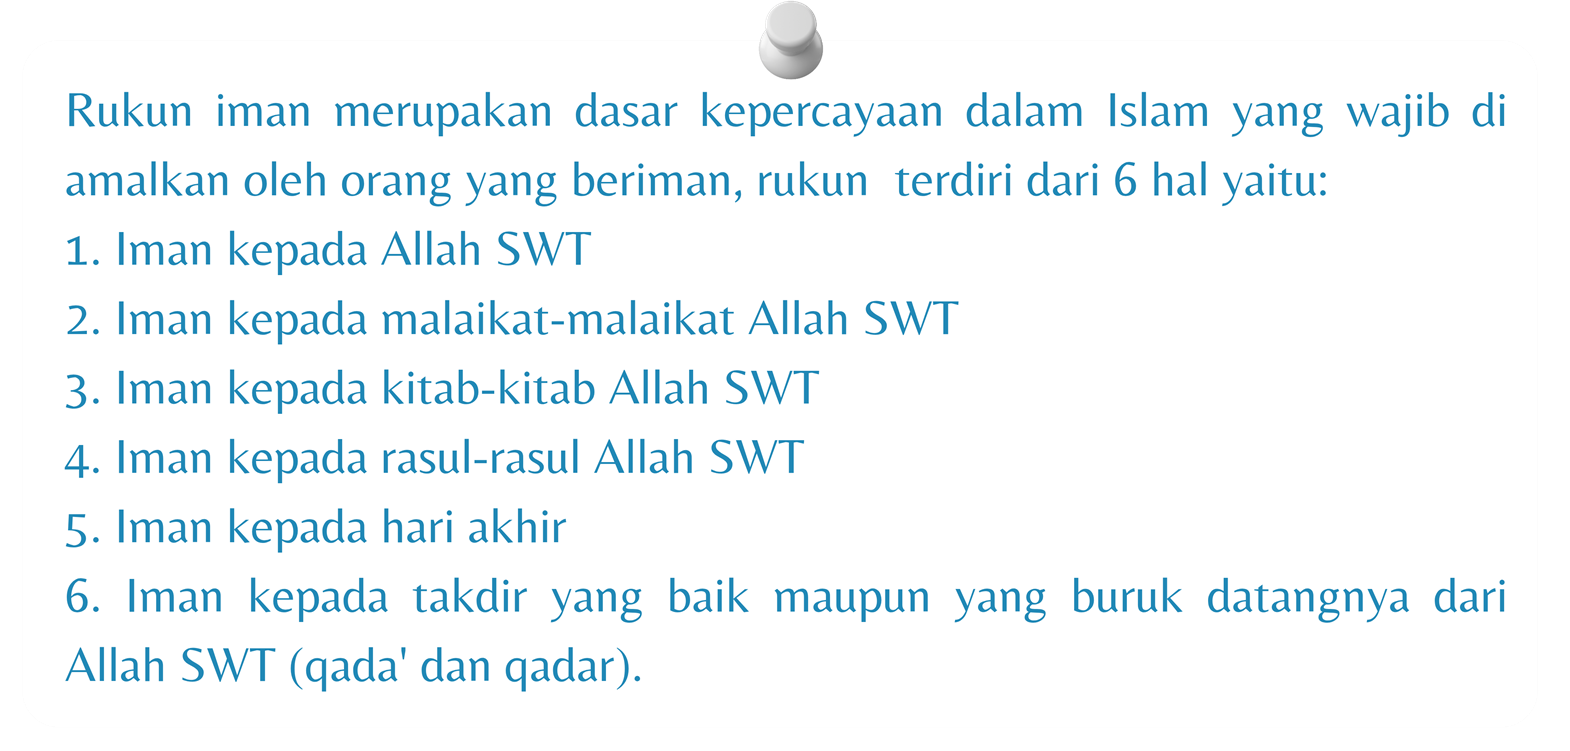 Rukun iman merupakan dasar kepercayaan dalam Islam yang wajib di
amalkan oleh orang yang beriman, rukun  terdiri dari 6 hal yaitu:
1. Iman kepada Allah SWT
2. Iman kepada malaikat-malaikat Allah SWT
3. Iman kepada kitab-kitab Allah SWT
4. Iman kepada rasul-rasul Allah SWT
5. Iman kepada hari akhir
6. Iman kepada takdir yang baik maupun yang buruk datangnya dari
Allah SWT (qada' dan qadar).